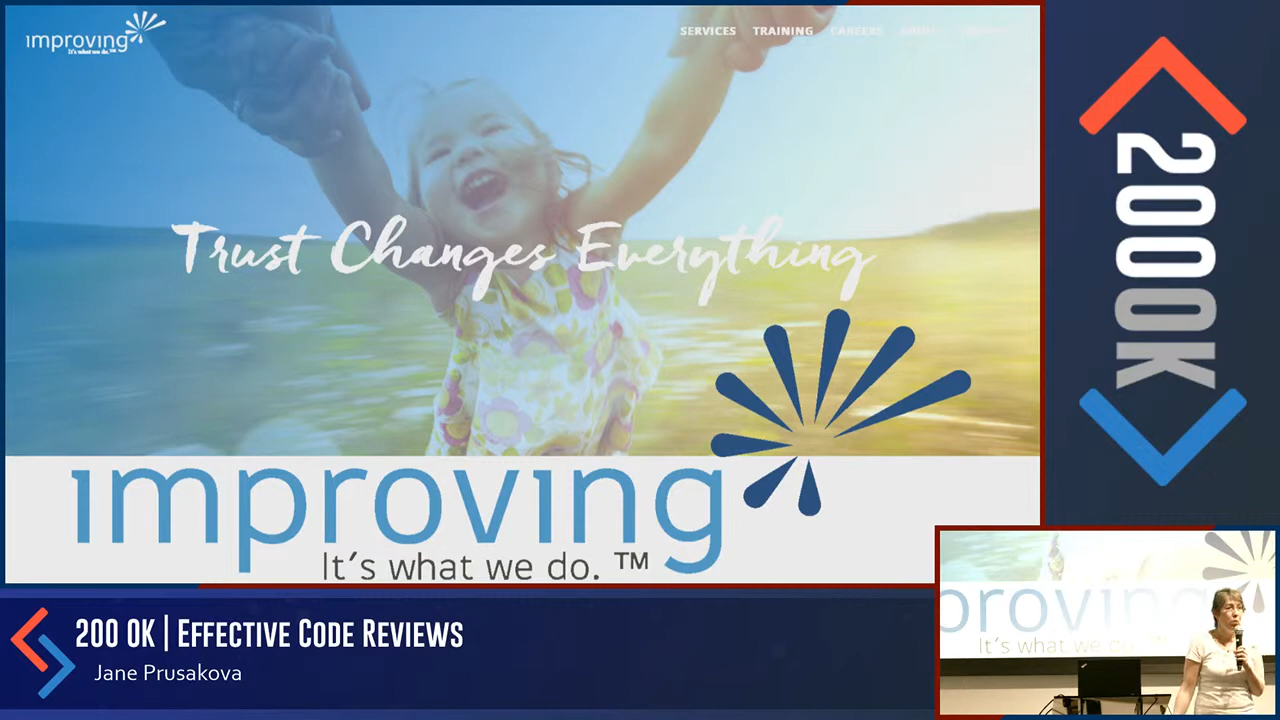 improving
It's what we do.™
SERVICES TRAINING CAREERS
Trust Changes Everything
improving
It's what we do. ™
200 OK
200 OK | Effective Code Reviews
Jane Prusakova
proving
It's what we do